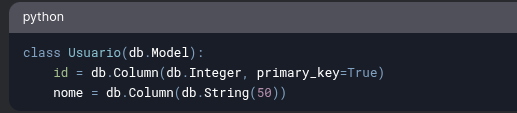 python
class Usuario(db.Model):
    id = db.Column(db.Integer, primary_key=True)
    nome = db.Column(db.String(50))